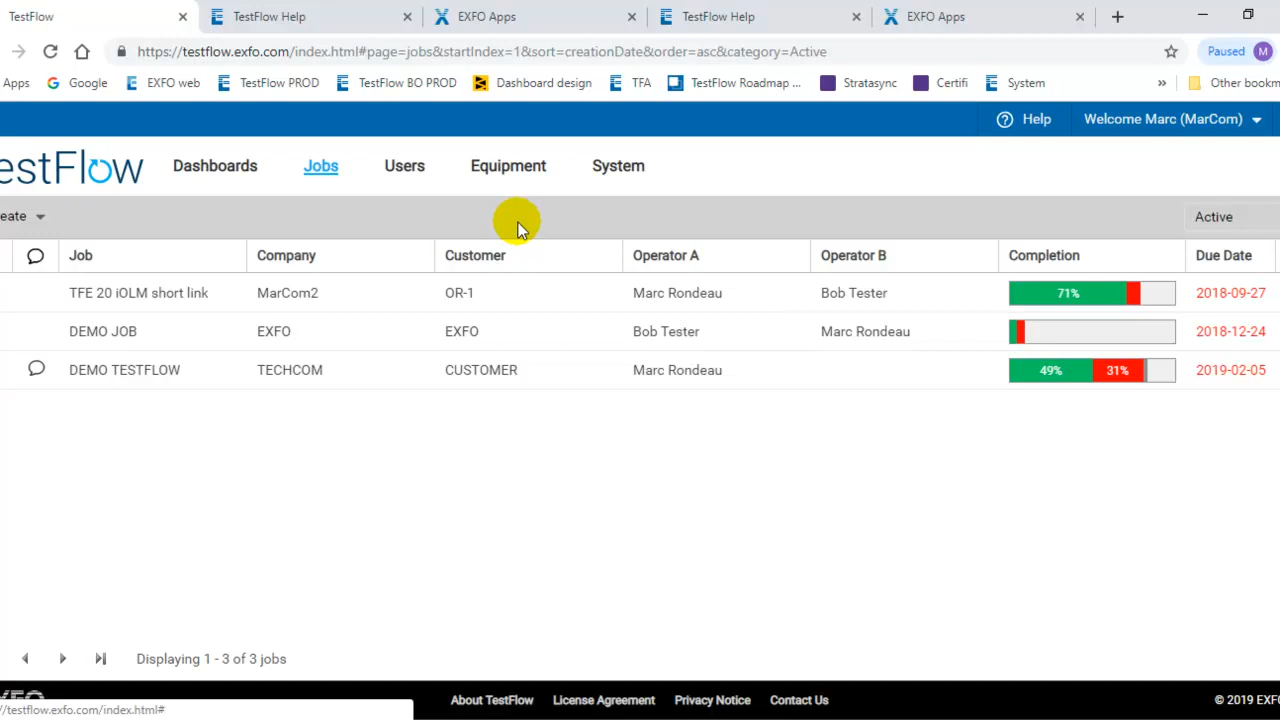 TestFlow TestFlow Help EXFO Apps TestFlow Help EXFO Apps
https://testflow.exfo.com/index.html#page=jobs&startIndex=1&sort=creationDate&order=asc&category=Active Paused M
Apps Google EXFO web TestFlow PROD TestFlow BO PROD Dashboard design TFA TestFlow Roadmap ... Stratasync Certifi System » Other bookm
Help Welcome Marc (MarCom)
estFlow Dashboards Jobs Users Equipment System
eate Active
Job Company Customer Operator A Operator B Completion Due Date
TFE 20 iOLM short link MarCom2 OR-1 Marc Rondeau Bob Tester 71% 2018-09-27
DEMO JOB EXFO EXFO Bob Tester Marc Rondeau 2018-12-24
DEMO TESTFLOW TECHCOM CUSTOMER Marc Rondeau 49% 31% 2019-02-05
Displaying 1 - 3 of 3 jobs
About TestFlow License Agreement Privacy Notice Contact Us © 2019 EXF
//testflow.exfo.com/index.html#